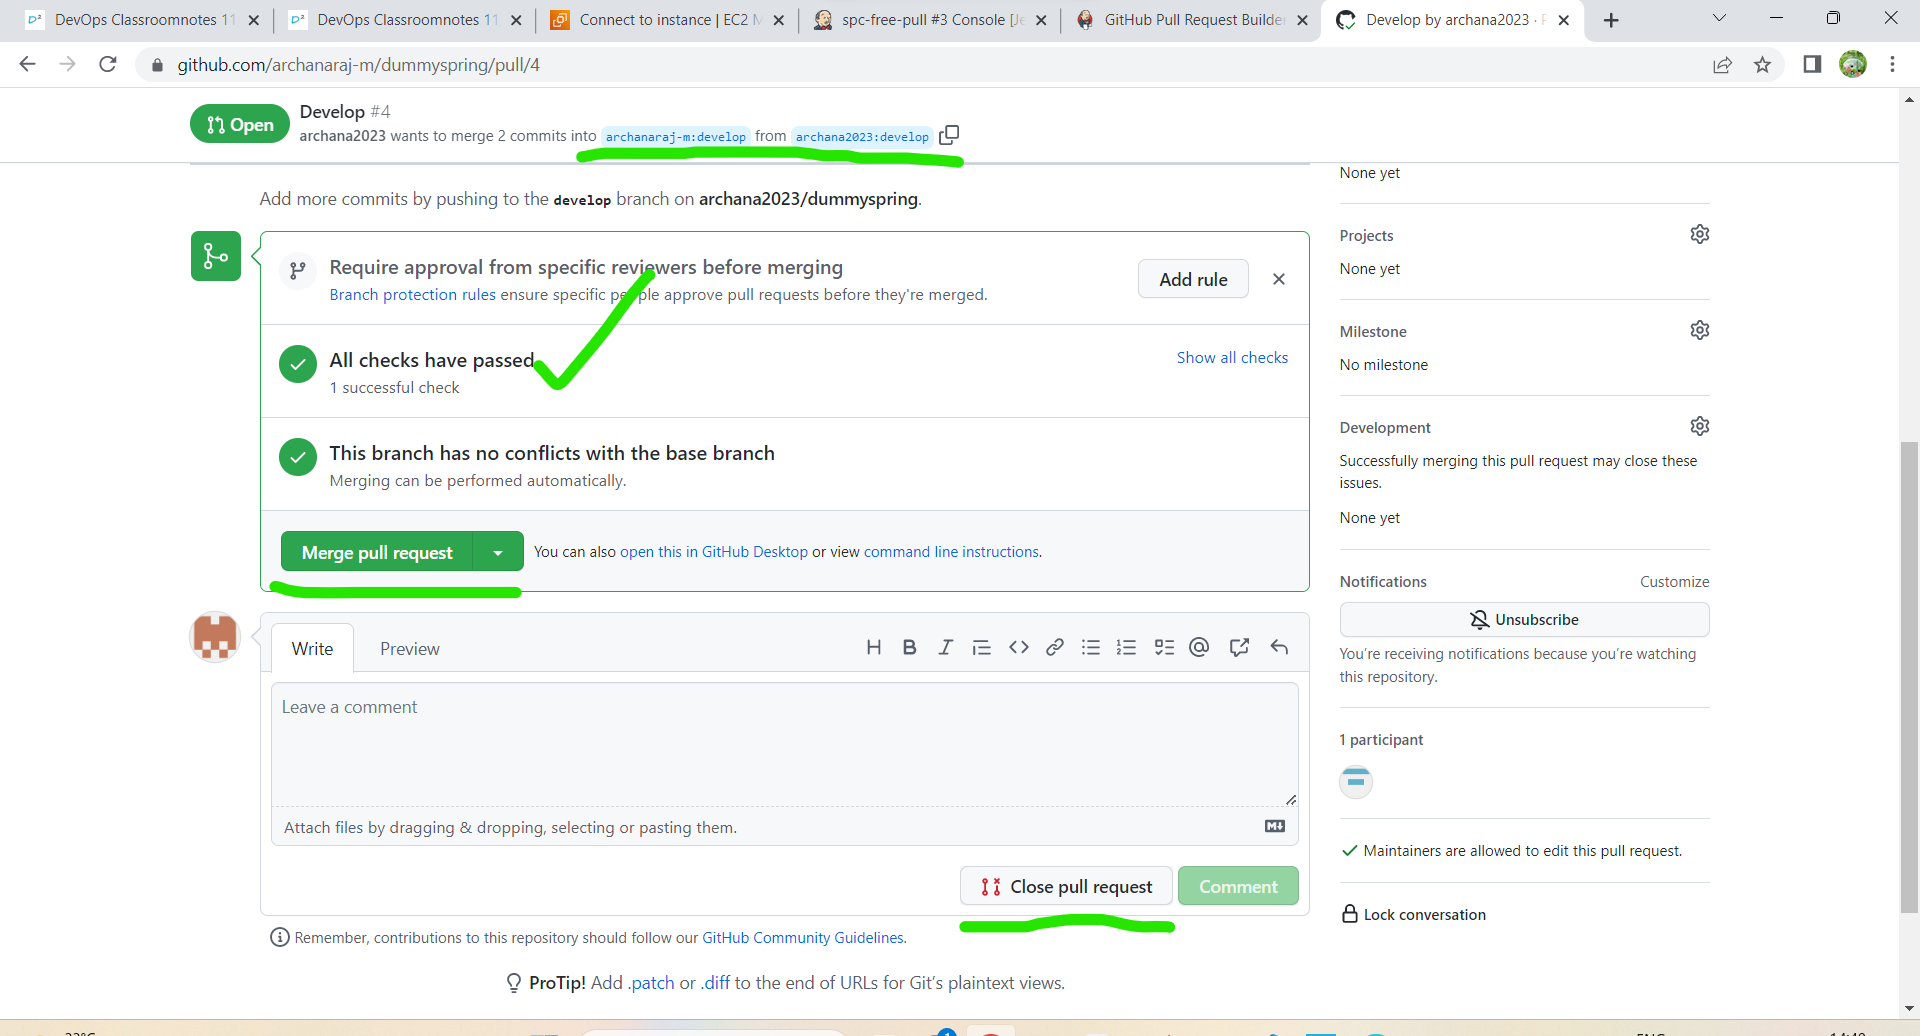 DevOps Classroomnotes 11
DevOps Classroomnotes 11
Connect to instance | EC2 M
spc-free-pull #3 Console [Je
GitHub Pull Request Builder
Develop by archana2023 ·
github.com/archanaraj-m/dummyspring/pull/4
Open
Develop #4
archana2023 wants to merge 2 commits into archanaraj-m:develop from archana2023:develop
Add more commits by pushing to the develop branch on archana2023/dummyspring.
Require approval from specific reviewers before merging
Branch protection rules ensure specific people approve pull requests before they're merged.
Add rule
All checks have passed
1 successful check
Show all checks
This branch has no conflicts with the base branch
Merging can be performed automatically.
Merge pull request
You can also open this in GitHub Desktop or view command line instructions.
Write
Preview
Leave a comment
Attach files by dragging & dropping, selecting or pasting them.
Close pull request
Comment
Remember, contributions to this repository should follow our GitHub Community Guidelines.
ProTip! Add .patch or .diff to the end of URLs for Git's plaintext views.
None yet
Projects
None yet
Milestone
No milestone
Development
Successfully merging this pull request may close these
issues.
None yet
Notifications
Customize
Unsubscribe
You're receiving notifications because you're watching
this repository.
1 participant
Maintainers are allowed to edit this pull request.
Lock conversation